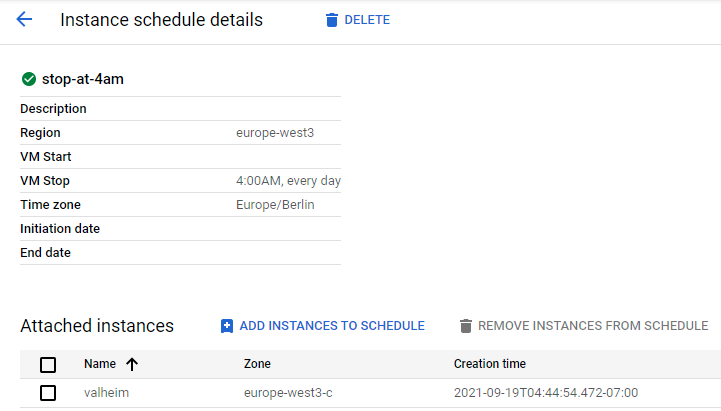 Instance schedule details DELETE
stop-at-4am
Description
Region europe-west3
VM Start
VM Stop 4:00AM, every day
Time zone Europe/Berlin
Initiation date
End date
Attached instances ADD INSTANCES TO SCHEDULE REMOVE INSTANCES FROM SCHEDULE
Name Zone Creation time
valheim europe-west3-c 2021-09-19T04:44:54.472-07:00